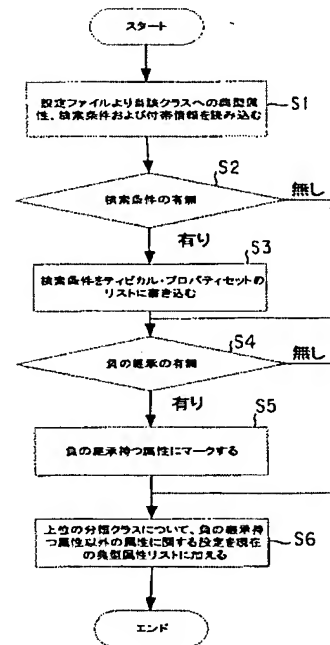 スタート
設定ファイルより当該クラスへの典型属
性、検索条件および付帯情報を読み込む
S1
S2
検索条件の有無
無し
有り
S3
検索条件をティピカル・プロパティセットの
リストに書き込む
S4
負の継承の有無
無し
有り
S5
負の継承持つ属性にマークする
上位の分類クラスについて、負の継承持
つ属性以外の属性に関する設定を現在
の典型属性リストに加える
S6
エンド